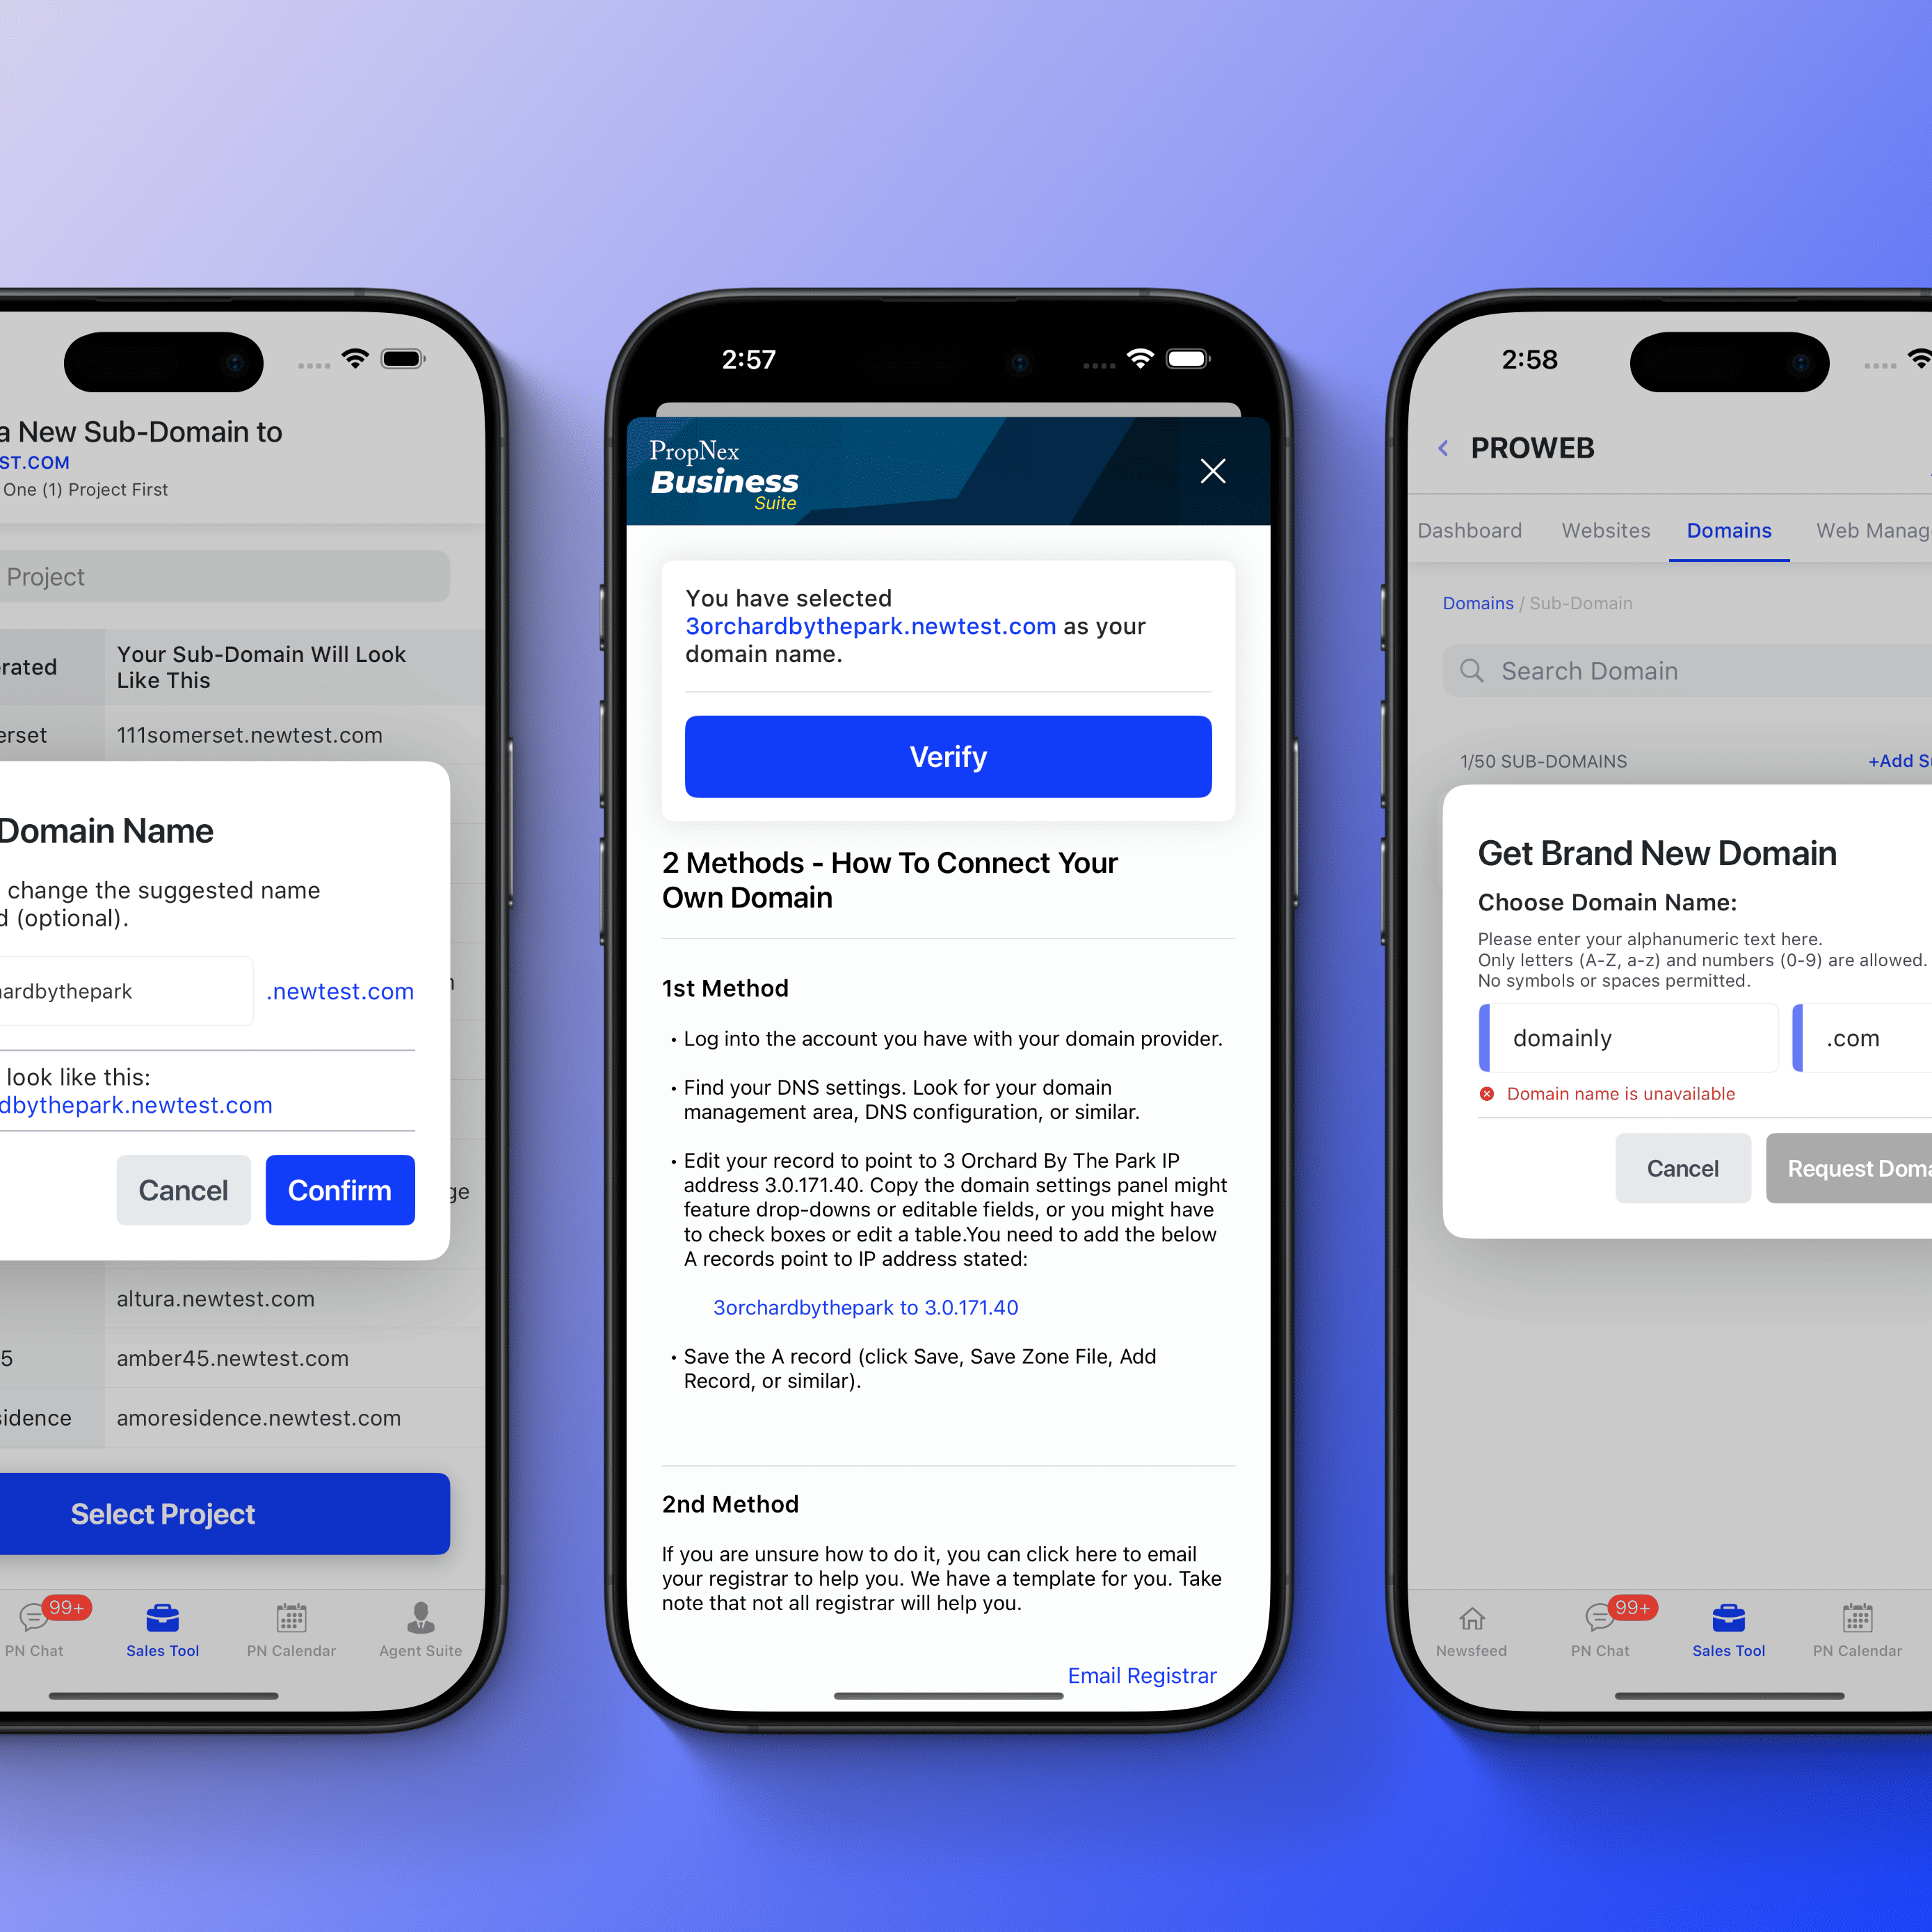 a New Sub-Domain to
ST.COM
One (1) Project First
Project
rated
Your Sub-Domain Will Look
Like This
erset
111somerset.newtest.com
Domain Name
change the suggested name
d (optional).
ardbythepark
.newtest.com
look like this:
dbythepark.newtest.com
Cancel
Confirm
ge
altura.newtest.com
5
amber45.newtest.com
sidence
amoresidence.newtest.com
Select Project
99+
PN Chat
Sales Tool
PN Calendar
Agent Suite
2:57
PropNex
Business
Suite
You have selected
3orchardbythepark.newtest.com as your
domain name.
Verify
2 Methods - How To Connect Your
Own Domain
1st Method
• Log into the account you have with your domain provider.
• Find your DNS settings. Look for your domain
management area, DNS configuration, or similar.
• Edit your record to point to 3 Orchard By The Park IP
address 3.0.171.40. Copy the domain settings panel might
feature drop-downs or editable fields, or you might have
to check boxes or edit a table.You need to add the below
A records point to IP address stated:
3orchardbythepark to 3.0.171.40
• Save the A record (click Save, Save Zone File, Add
Record, or similar).
2nd Method
If you are unsure how to do it, you can click here to email
your registrar to help you. We have a template for you. Take
note that not all registrar will help you.
Email Registrar
2:58
PROWEB
Dashboard
Websites
Domains
Web Manag
Domains / Sub-Domain
Search Domain
1/50 SUB-DOMAINS
+Add S
Get Brand New Domain
Choose Domain Name:
Please enter your alphanumeric text here.
Only letters (A-Z, a-z) and numbers (0-9) are allowed.
No symbols or spaces permitted.
domainly
.com
Domain name is unavailable
Cancel
Request Doma
Newsfeed
99+
PN Chat
Sales Tool
PN Calendar